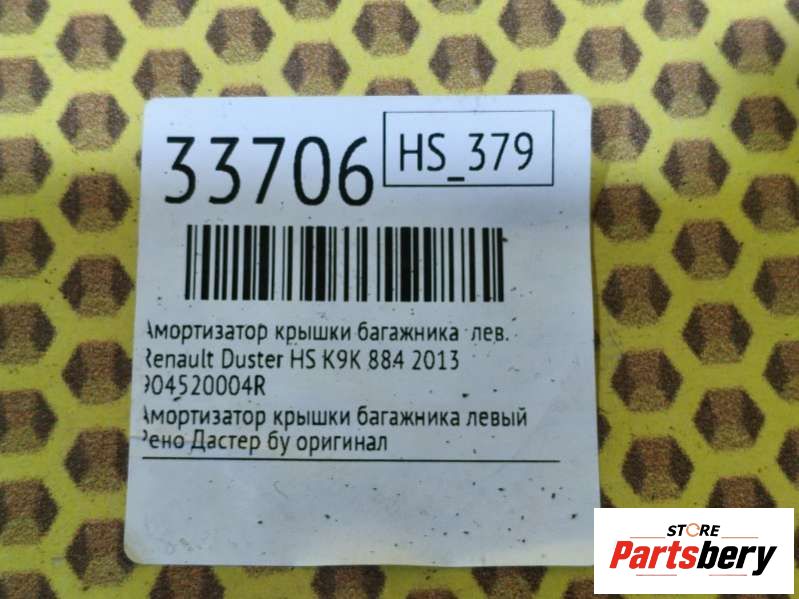 33706
HS_379
Амортизатор крышки багажника лев.
Renault Duster HS K9K 884 2013
904520004R
Амортизатор крышки багажника левый
Рено Дастер бу оригинал
STORE
Partsbery